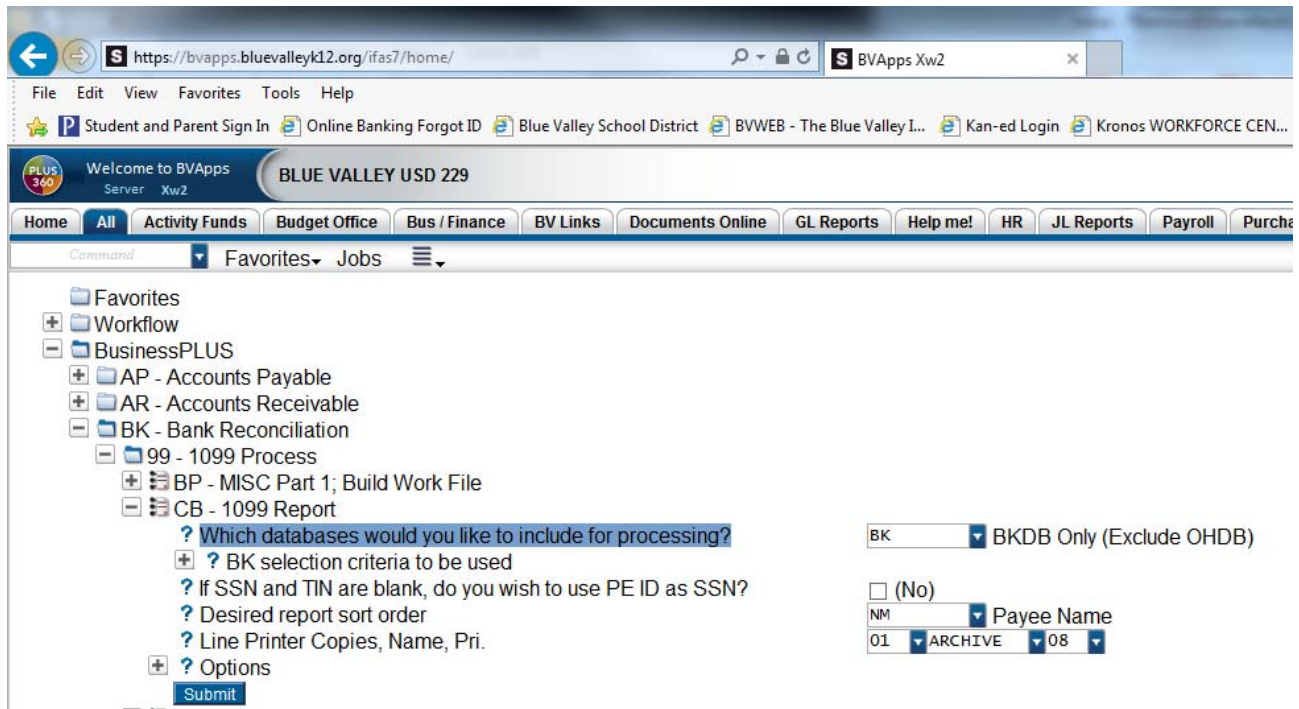 S https://bvapps.bluevalleyk12.org/ifas7/home/
S BVApps Xw2
File Edit View Favorites Tools Help
P Student and Parent Sign In Online Banking Forgot ID Blue Valley School District BVWEB - The Blue Valley I... Kan-ed Login Kronos WORKFORCE CEN...
PLUS 360 Welcome to BVApps BLUE VALLEY USD 229
Server Xw2
Home All Activity Funds Budget Office Bus / Finance BV Links Documents Online GL Reports Help me! HR JL Reports Payroll Purcha
Command Favorites Jobs
Favorites
Workflow
BusinessPLUS
AP - Accounts Payable
AR - Accounts Receivable
BK - Bank Reconciliation
99 - 1099 Process
BP - MISC Part 1; Build Work File
CB - 1099 Report
? Which databases would you like to include for processing? BK BKDB Only (Exclude OHDB)
? BK selection criteria to be used
? If SSN and TIN are blank, do you wish to use PE ID as SSN? (No)
? Desired report sort order NM Payee Name
? Line Printer Copies, Name, Pri. 01 ARCHIVE 08
? Options
Submit